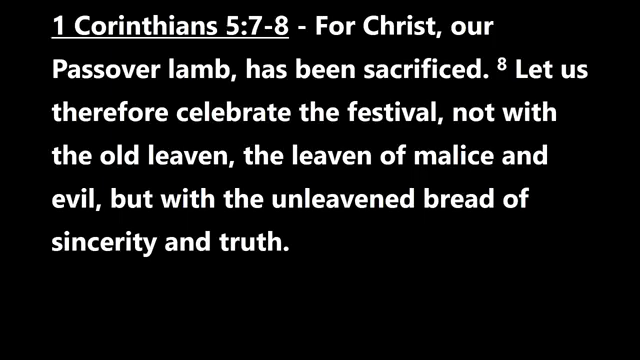 1 Corinthians 5:7-8 - For Christ, our
Passover lamb, has been sacrificed. ⁸ Let us
therefore celebrate the festival, not with
the old leaven, the leaven of malice and
evil, but with the unleavened bread of
sincerity and truth.